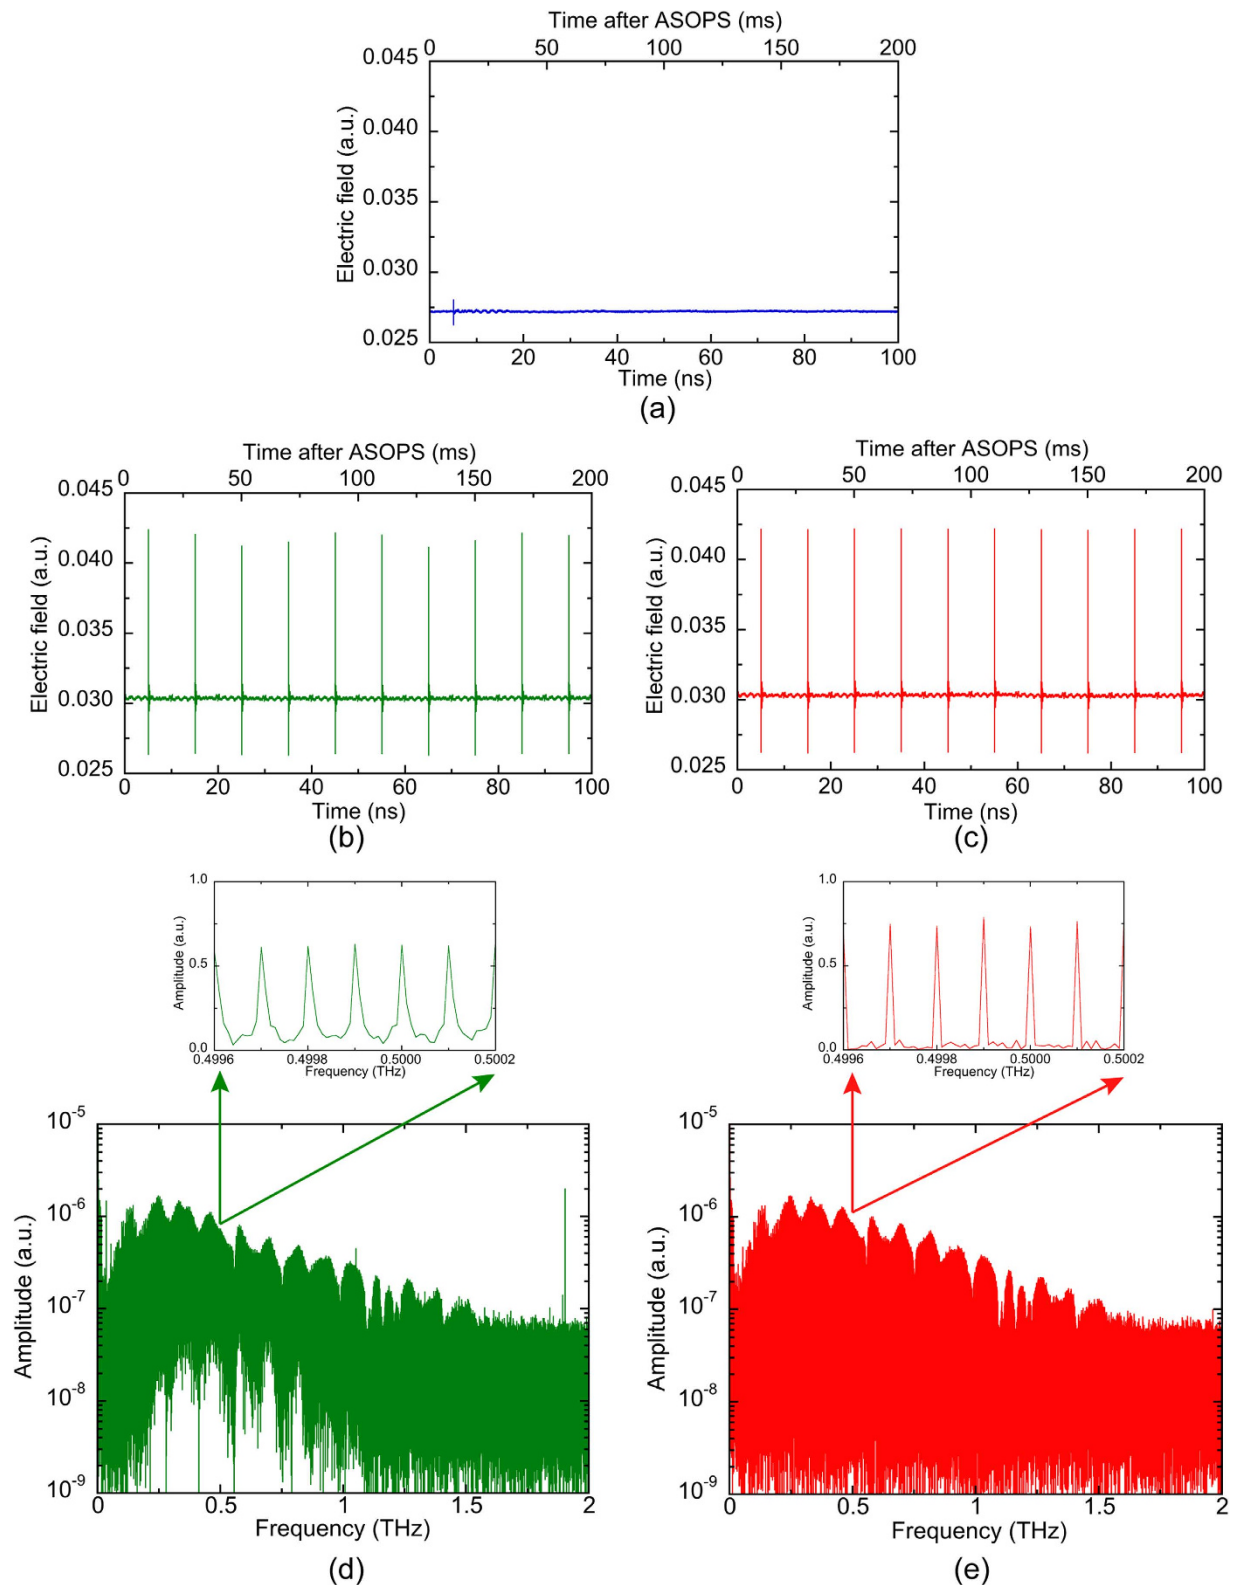 Time after ASOPS (ms)
0 50 100 150 200
0.045
0.040
0.035
0.030
0.025
Electric field (a.u.)
0 20 40 60 80 100
Time (ns)
(a)
Time after ASOPS (ms)
0 50 100 150 200
0.045
0.040
0.035
0.030
0.025
Electric field (a.u.)
0 20 40 60 80 100
Time (ns)
(b)
Time after ASOPS (ms)
0 50 100 150 200
0.045
0.040
0.035
0.030
0.025
Electric field (a.u.)
0 20 40 60 80 100
Time (ns)
(c)
1.0
0.5
0.0
Amplitude (a.u.)
0.4996 0.4998 0.5000 0.5002
Frequency (THz)
10⁻⁵
10⁻⁶
10⁻⁷
10⁻⁸
10⁻⁹
Amplitude (a.u.)
0 0.5 1 1.5 2
Frequency (THz)
(d)
1.0
0.5
0.0
Amplitude (a.u.)
0.4996 0.4998 0.5000 0.5002
Frequency (THz)
10⁻⁵
10⁻⁶
10⁻⁷
10⁻⁸
10⁻⁹
Amplitude (a.u.)
0 0.5 1 1.5 2
Frequency (THz)
(e)